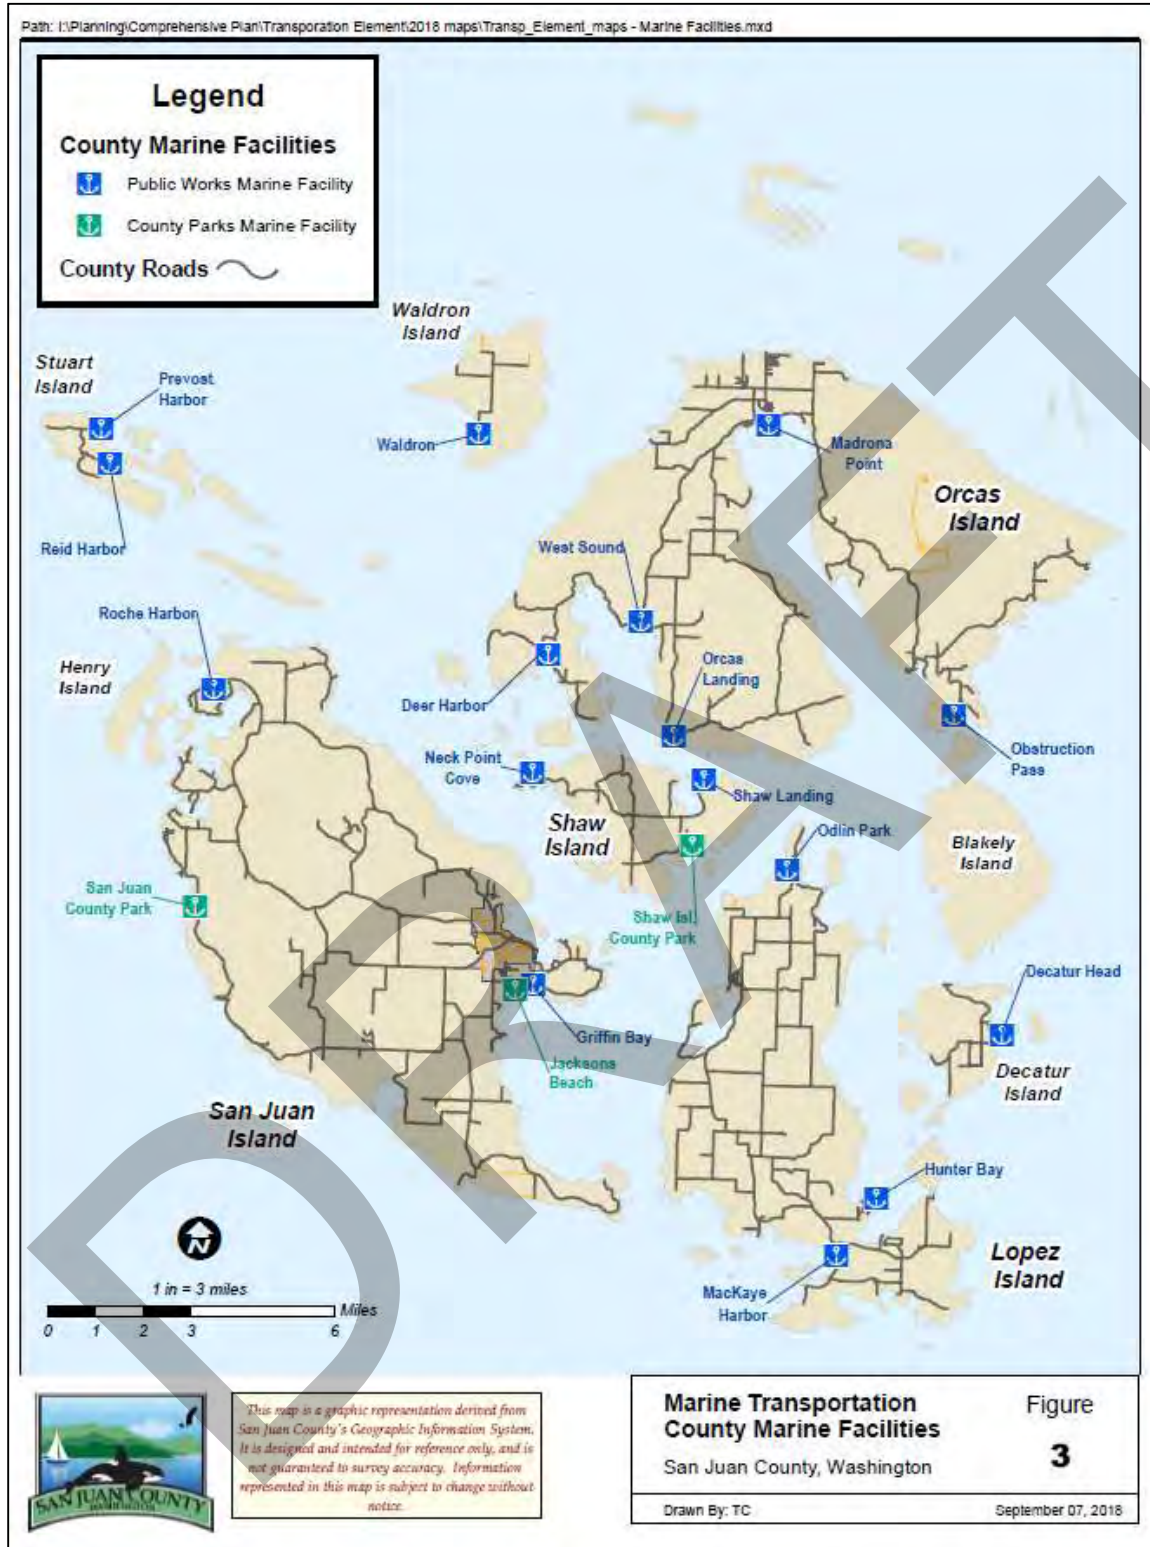 Path: I:\Planning\Comprehensive Plan\Transporation Element\2018 maps\Transp_Element_maps - Marine Facilities.mxd
Legend
County Marine Facilities
Public Works Marine Facility
County Parks Marine Facility
County Roads
Waldron
Island
Stuart
Island
Prevost
Harbor
Waldron
Madrona
Point
Orcas
Island
Reid Harbor
West Sound
Roche Harbor
Henry
Island
Orcas
Landing
Deer Harbor
Obstruction
Pass
Neck Point
Cove
Shaw Landing
Shaw
Island
Odlin Park
Blakely
Island
San Juan
County Park
Shaw Isl.
County Park
Decatur Head
Griffin Bay
Jacksons
Beach
Decatur
Island
San Juan
Island
Hunter Bay
Lopez
Island
MacKaye
Harbor
N
1 in = 3 miles
Miles
0 1 2 3 6
DRAFT
SAN JUAN COUNTY
WASHINGTON
This map is a graphic representation derived from
San Juan County's Geographic Information System.
It is designed and intended for reference only, and is
not guaranteed to survey accuracy. Information
represented in this map is subject to change without
notice.
Marine Transportation
County Marine Facilities
San Juan County, Washington
Figure
3
Drawn By: TC
September 07, 2018